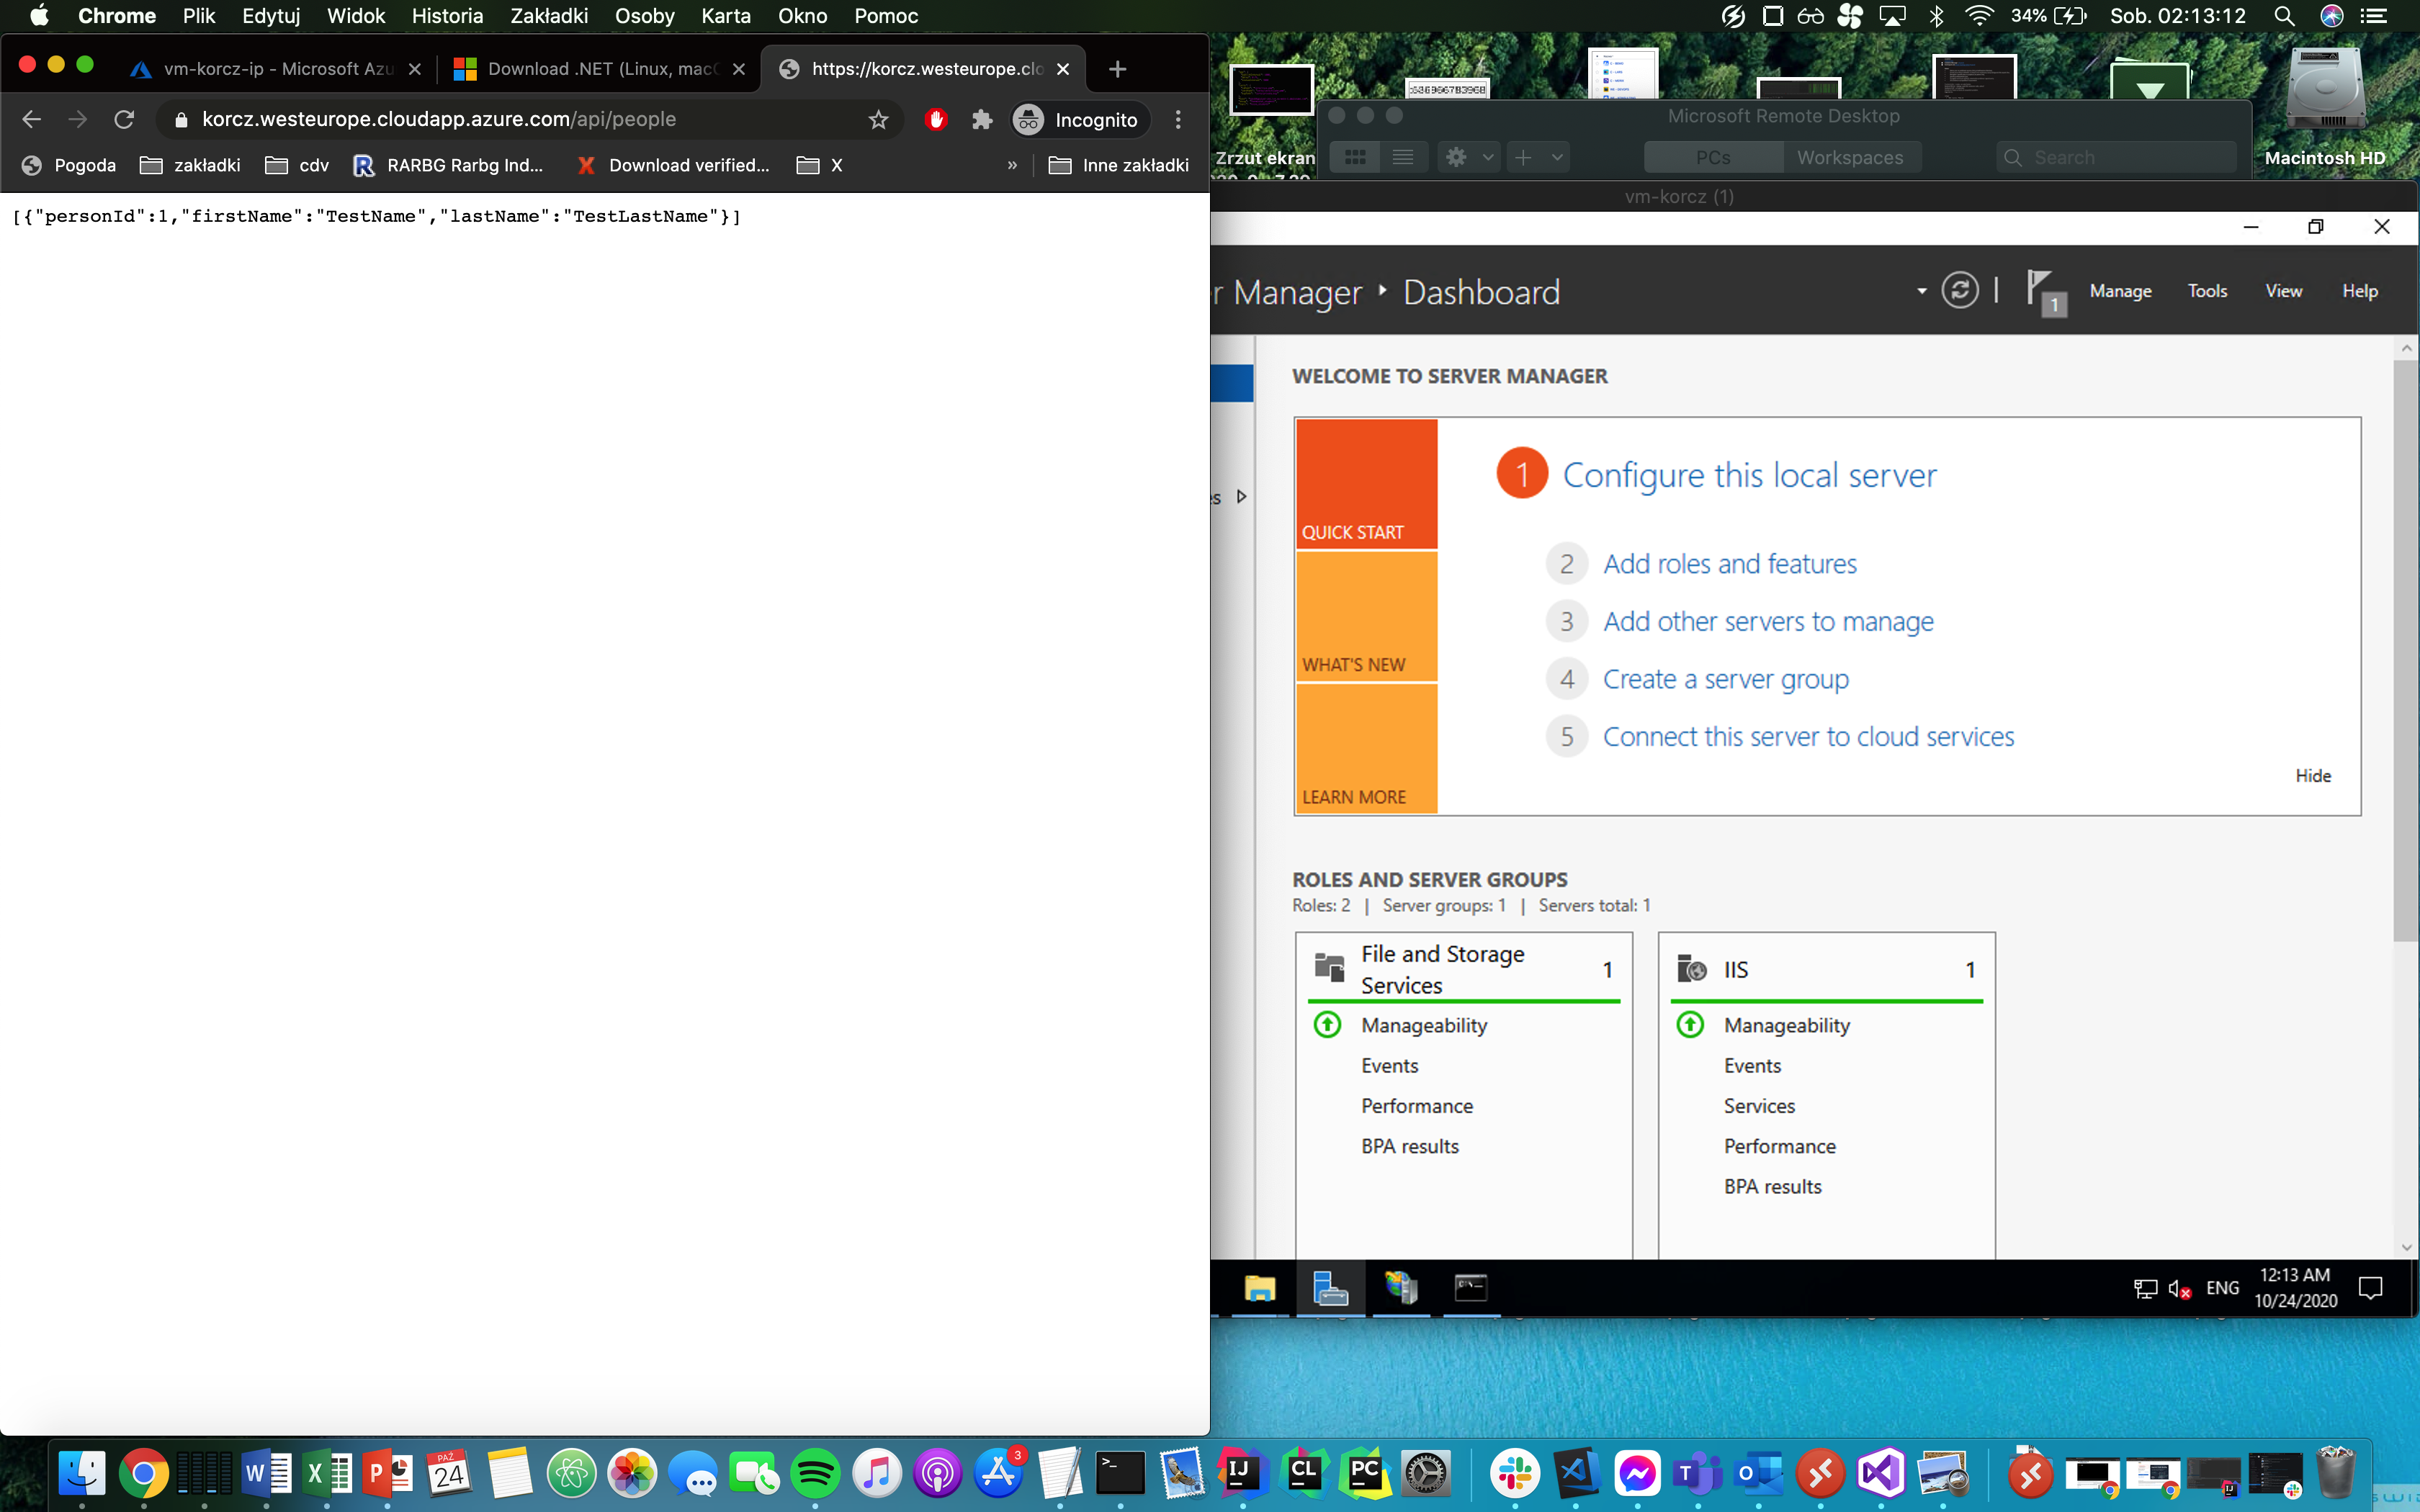 Chrome Plik Edytuj Widok Historia Zakładki Osoby Karta Okno Pomoc 34% Sob. 02:13:12
vm-korcz-ip - Microsoft Azu Download .NET (Linux, mac https://korcz.westeurope.clo
korcz.westeurope.cloudapp.azure.com/api/people Incognito
Pogoda zakładki cdv RARBG Rarbg Ind... Download verified... X » Inne zakładki
[{"personId":1,"firstName":"TestName","lastName":"TestLastName"}]
Zrzut ekran
Macintosh HD
Microsoft Remote Desktop
PCs Workspaces Search
vm-korcz (1)
r Manager Dashboard
1 Manage Tools View Help
WELCOME TO SERVER MANAGER
QUICK START
WHAT'S NEW
LEARN MORE
1 Configure this local server
2 Add roles and features
3 Add other servers to manage
4 Create a server group
5 Connect this server to cloud services
Hide
ROLES AND SERVER GROUPS
Roles: 2 | Server groups: 1 | Servers total: 1
File and Storage
Services 1
Manageability
Events
Performance
BPA results
IIS 1
Manageability
Events
Services
Performance
BPA results
ENG
12:13 AM
10/24/2020
PAŹ
24
3
IJ
CL
PC